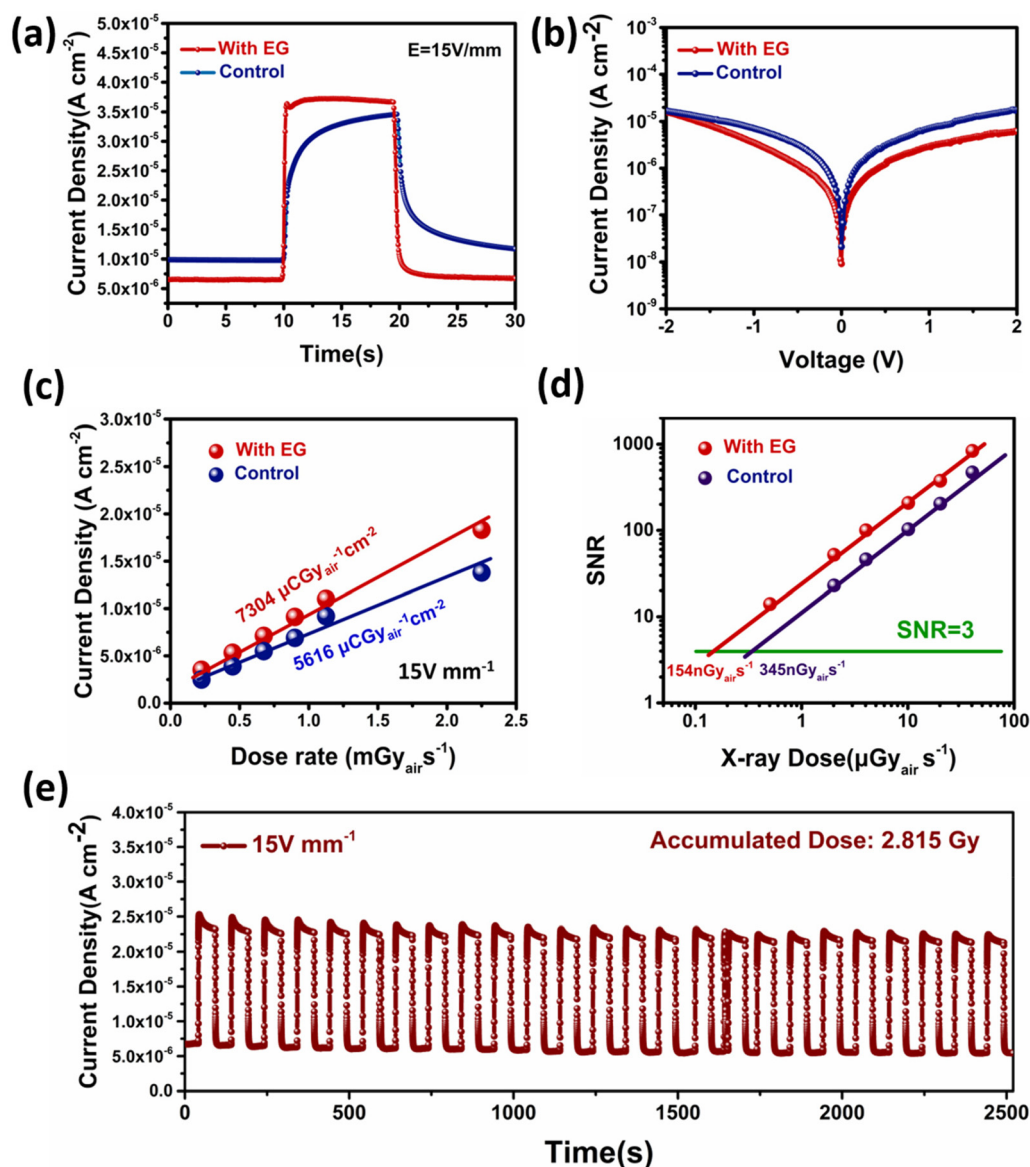 (a)
Current Density(A cm⁻²)
5.0x10⁻⁵
4.5x10⁻⁵
4.0x10⁻⁵
3.5x10⁻⁵
3.0x10⁻⁵
2.5x10⁻⁵
2.0x10⁻⁵
1.5x10⁻⁵
1.0x10⁻⁵
5.0x10⁻⁶
With EG
Control
E=15V/mm
0 5 10 15 20 25 30
Time(s)
(b)
Current Density (A cm⁻²)
10⁻³
10⁻⁴
10⁻⁵
10⁻⁶
10⁻⁷
10⁻⁸
10⁻⁹
With EG
Control
-2 -1 0 1 2
Voltage (V)
(c)
Current Density (A cm⁻²)
3.0x10⁻⁵
2.5x10⁻⁵
2.0x10⁻⁵
1.5x10⁻⁵
1.0x10⁻⁵
5.0x10⁻⁶
0.0
With EG
Control
7304 μCGyₐᵢᵣ⁻¹cm⁻²
5616 μCGyₐᵢᵣ⁻¹cm⁻²
15V mm⁻¹
0.0 0.5 1.0 1.5 2.0 2.5
Dose rate (mGyₐᵢᵣs⁻¹)
(d)
SNR
1000
100
10
1
With EG
Control
SNR=3
154nGyₐᵢᵣs⁻¹ 345nGyₐᵢᵣs⁻¹
0.1 1 10 100
X-ray Dose(μGyₐᵢᵣ s⁻¹)
(e)
Current Density(A cm⁻²)
4.0x10⁻⁵
3.5x10⁻⁵
3.0x10⁻⁵
2.5x10⁻⁵
2.0x10⁻⁵
1.5x10⁻⁵
1.0x10⁻⁵
5.0x10⁻⁶
0.0
15V mm⁻¹
Accumulated Dose: 2.815 Gy
0 500 1000 1500 2000 2500
Time(s)